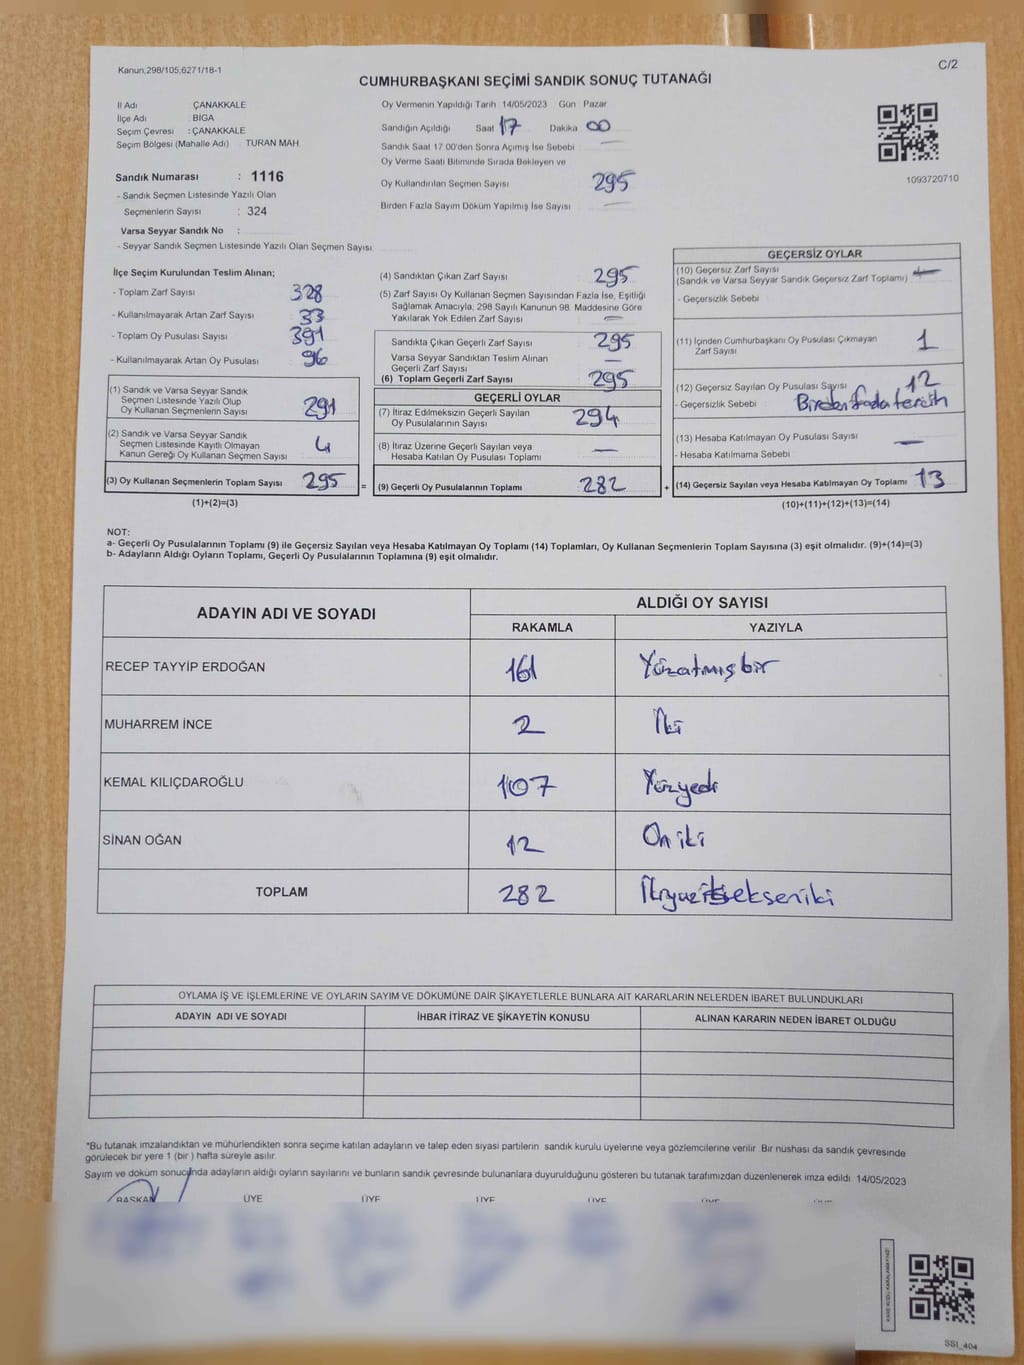 Kanun;298/105,6271/18-1
C/2
CUMHURBAŞKANI SEÇİMİ SANDIK SONUÇ TUTANAĞI
İl Adı ÇANAKKALE
İlçe Adı : BİGA
Seçim Çevresi : ÇANAKKALE
Seçim Bölgesi (Mahalle Adı) : TURAN MAH.
Sandık Numarası : 1116
- Sandık Seçmen Listesinde Yazılı Olan
Seçmenlerin Sayısı : 324
Varsa Seyyar Sandık No :
- Seyyar Sandık Seçmen Listesinde Yazılı Olan Seçmen Sayısı
Oy Vermenin Yapıldığı Tarih 14/05/2023 Gün Pazar
Sandığın Açıldığı Saat 17 Dakika 00
Sandık Saat 17:00'den Sonra Açımış İse Sebebi —
Oy Verme Saati Bitiminde Sırada Bekleyen ve
Oy Kullandırılan Seçmen Sayısı 295
Birden Fazla Sayım Döküm Yapılmış İse Sayısı —
1093720710
İlçe Seçim Kurulundan Teslim Alınan;
- Toplam Zarf Sayısı 328
- Kullanılmayarak Artan Zarf Sayısı 33
- Toplam Oy Pusulası Sayısı 391
- Kullanılmayarak Artan Oy Pusulası 96
(1) Sandık ve Varsa Seyyar Sandık
Seçmen Listesinde Yazılı Olup
Oy Kullanan Seçmenlerin Sayısı 291
(2) Sandık ve Varsa Seyyar Sandık
Seçmen Listesinde Kayıtlı Olmayan
Kanun Gereği Oy Kullanan Seçmen Sayısı 4
(3) Oy Kullanan Seçmenlerin Toplam Sayısı 295 =
(1)+(2)=(3)
(4) Sandıktan Çıkan Zarf Sayısı 295
(5) Zarf Sayısı Oy Kullanan Seçmen Sayısından Fazla İse, Eşitliği
Sağlamak Amacıyla, 298 Sayılı Kanunun 98. Maddesine Göre
Yakılarak Yok Edilen Zarf Sayısı —
Sandıkta Çıkan Geçerli Zarf Sayısı 295
Varsa Seyyar Sandıktan Teslim Alınan
Geçerli Zarf Sayısı —
(6) Toplam Geçerli Zarf Sayısı 295
GEÇERLİ OYLAR
(7) İtiraz Edilmeksizin Geçerli Sayılan
Oy Pusulalarının Sayısı 294
(8) İtiraz Üzerine Geçerli Sayılan veya
Hesaba Katılan Oy Pusulası Toplamı —
(9) Geçerli Oy Pusulalarının Toplamı 282 +
GEÇERSİZ OYLAR
(10) Geçersiz Zarf Sayısı
(Sandık ve Varsa Seyyar Sandık Geçersiz Zarf Toplamı) —
- Geçersizlik Sebebi
(11) İçinden Cumhurbaşkanı Oy Pusulası Çıkmayan
Zarf Sayısı 1
(12) Geçersiz Sayılan Oy Pusulası Sayısı 12
- Geçersizlik Sebebi Birden fazla tercih
(13) Hesaba Katılmayan Oy Pusulası Sayısı —
- Hesaba Katılmama Sebebi
(14) Geçersiz Sayılan veya Hesaba Katılmayan Oy Toplamı 13
(10)+(11)+(12)+(13)=(14)
NOT:
a- Geçerli Oy Pusulalarının Toplamı (9) ile Geçersiz Sayılan veya Hesaba Katılmayan Oy Toplamı (14) Toplamları, Oy Kullanan Seçmenlerin Toplam Sayısına (3) eşit olmalıdır. (9)+(14)=(3)
b- Adayların Aldığı Oyların Toplamı, Geçerli Oy Pusulalarının Toplamına (9) eşit olmalıdır.
ADAYIN ADI VE SOYADI ALDIĞI OY SAYISI
RAKAMLA YAZIYLA
RECEP TAYYİP ERDOĞAN 161 Yüzatmışbir
MUHARREM İNCE 2 İki
KEMAL KILIÇDAROĞLU 107 Yüzyedi
SİNAN OĞAN 12 Oniki
TOPLAM 282 İkiyüzsekseniki
OYLAMA İŞ VE İŞLEMLERİNE VE OYLARIN SAYIM VE DÖKÜMÜNE DAİR ŞİKAYETLERLE BUNLARA AİT KARARLARIN NELERDEN İBARET BULUNDUKLARI
ADAYIN ADI VE SOYADI İHBAR İTİRAZ VE ŞİKAYETİN KONUSU ALINAN KARARIN NEDEN İBARET OLDUĞU
*Bu tutanak imzalandıktan ve mühürlendikten sonra seçime katılan adayların ve talep eden siyasi partilerin sandık kurulu üyelerine veya gözlemcilerine verilir. Bir nüshası da sandık çevresinde
görülecek bir yere 1 (bir) hafta süreyle asılır.
Sayım ve döküm sonucunda adayların aldığı oyların sayılarını ve bunların sandık çevresinde bulunanlara duyurulduğunu gösteren bu tutanak tarafımızdan düzenlenerek imza edildi. 14/05/2023
BAŞKAN ÜYE ÜYE ÜYE ÜYE ÜYE
SSİ_404